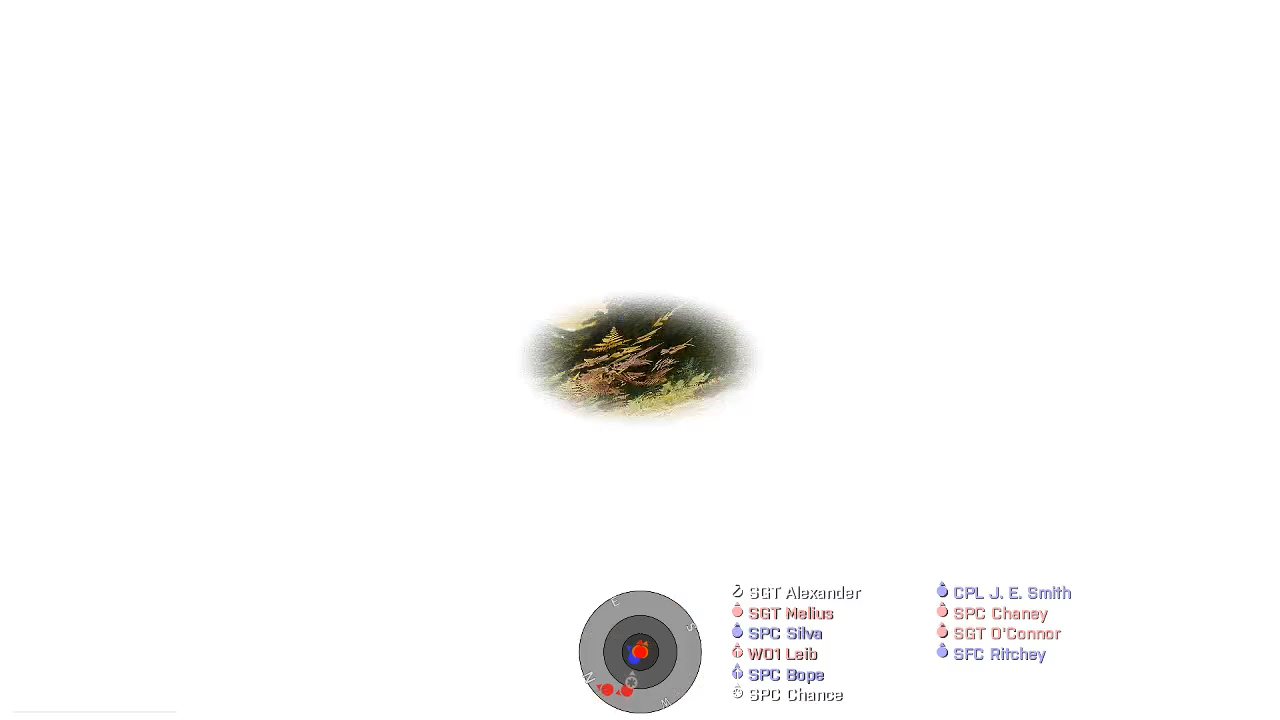 E
S
N
W
SGT Alexander
SGT Melius
SPC Silva
WO1 Leib
SPC Bope
SPC Chance
CPL J. E. Smith
SPC Chaney
SGT O'Connor
SFC Ritchey